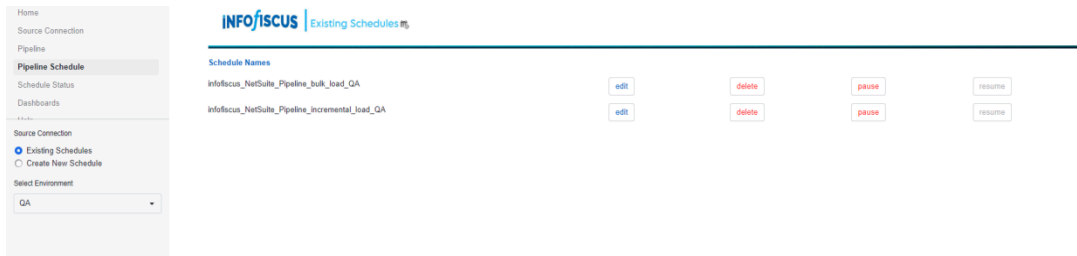 Home
Source Connection
Pipeline
Pipeline Schedule
Schedule Status
Dashboards
Source Connection
Existing Schedules
Create New Schedule
Select Environment
QA
INFOfISCUS Existing Schedules
Schedule Names
infofiscus_NetSuite_Pipeline_bulk_load_QA edit delete pause resume
infofiscus_NetSuite_Pipeline_incremental_load_QA edit delete pause resume